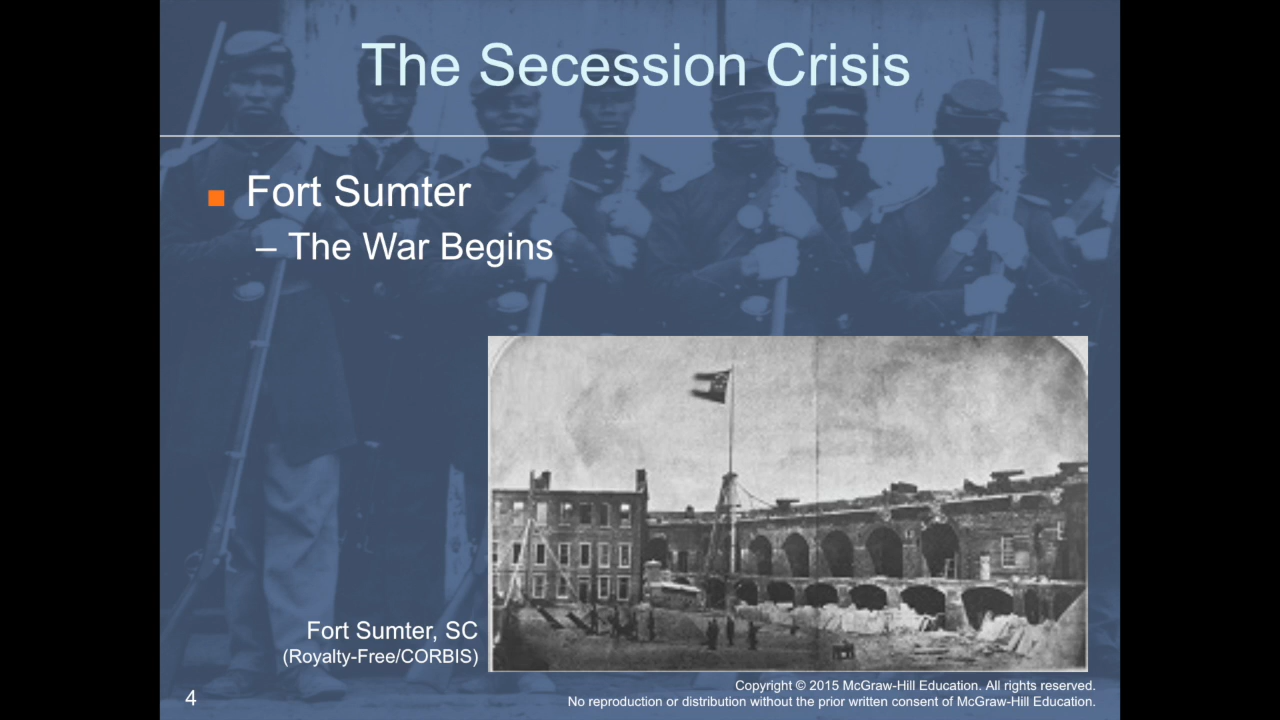 The Secession Crisis
Fort Sumter
– The War Begins
Fort Sumter, SC
(Royalty-Free/CORBIS)
4
Copyright © 2015 McGraw-Hill Education. All rights reserved.
No reproduction or distribution without the prior written consent of McGraw-Hill Education.